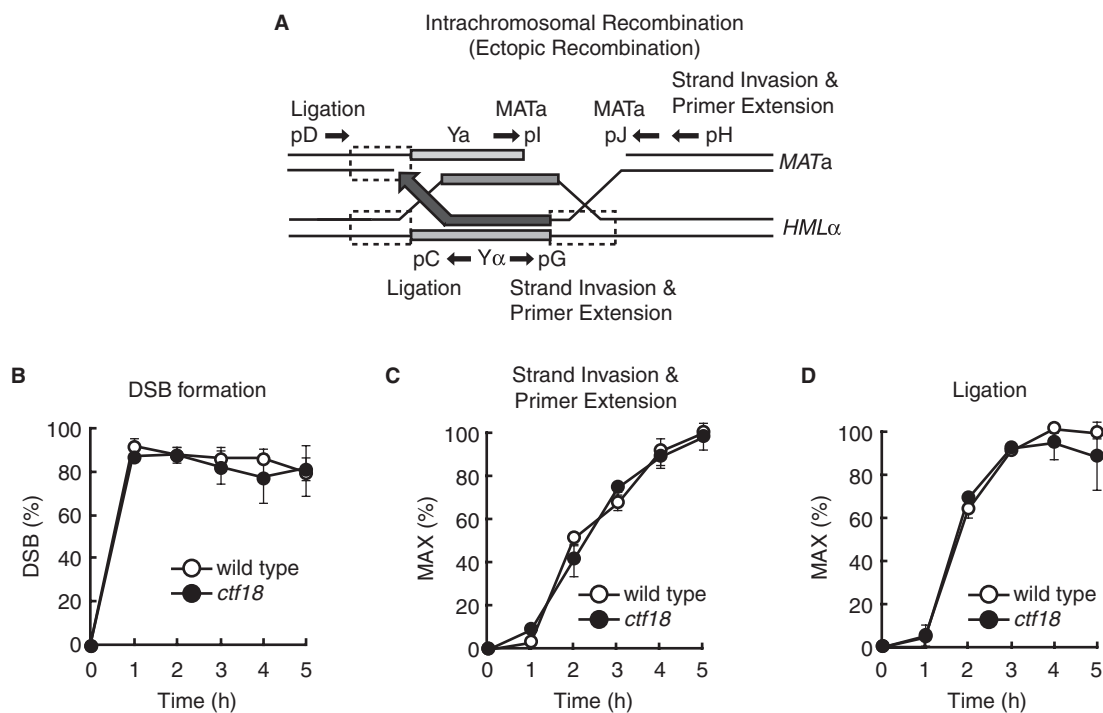 A
Intrachromosomal Recombination
(Ectopic Recombination)
Strand Invasion &
Primer Extension
Ligation
MATa
MATa
pD
Ya
pI
pJ
pH
MATa
HMLα
pC
Yα
pG
Ligation
Strand Invasion &
Primer Extension
B
DSB formation
DSB (%)
100
80
60
40
20
0
wild type
ctf18
0 1 2 3 4 5
Time (h)
C
Strand Invasion &
Primer Extension
MAX (%)
100
80
60
40
20
0
wild type
ctf18
0 1 2 3 4 5
Time (h)
D
Ligation
MAX (%)
100
80
60
40
20
0
wild type
ctf18
0 1 2 3 4 5
Time (h)